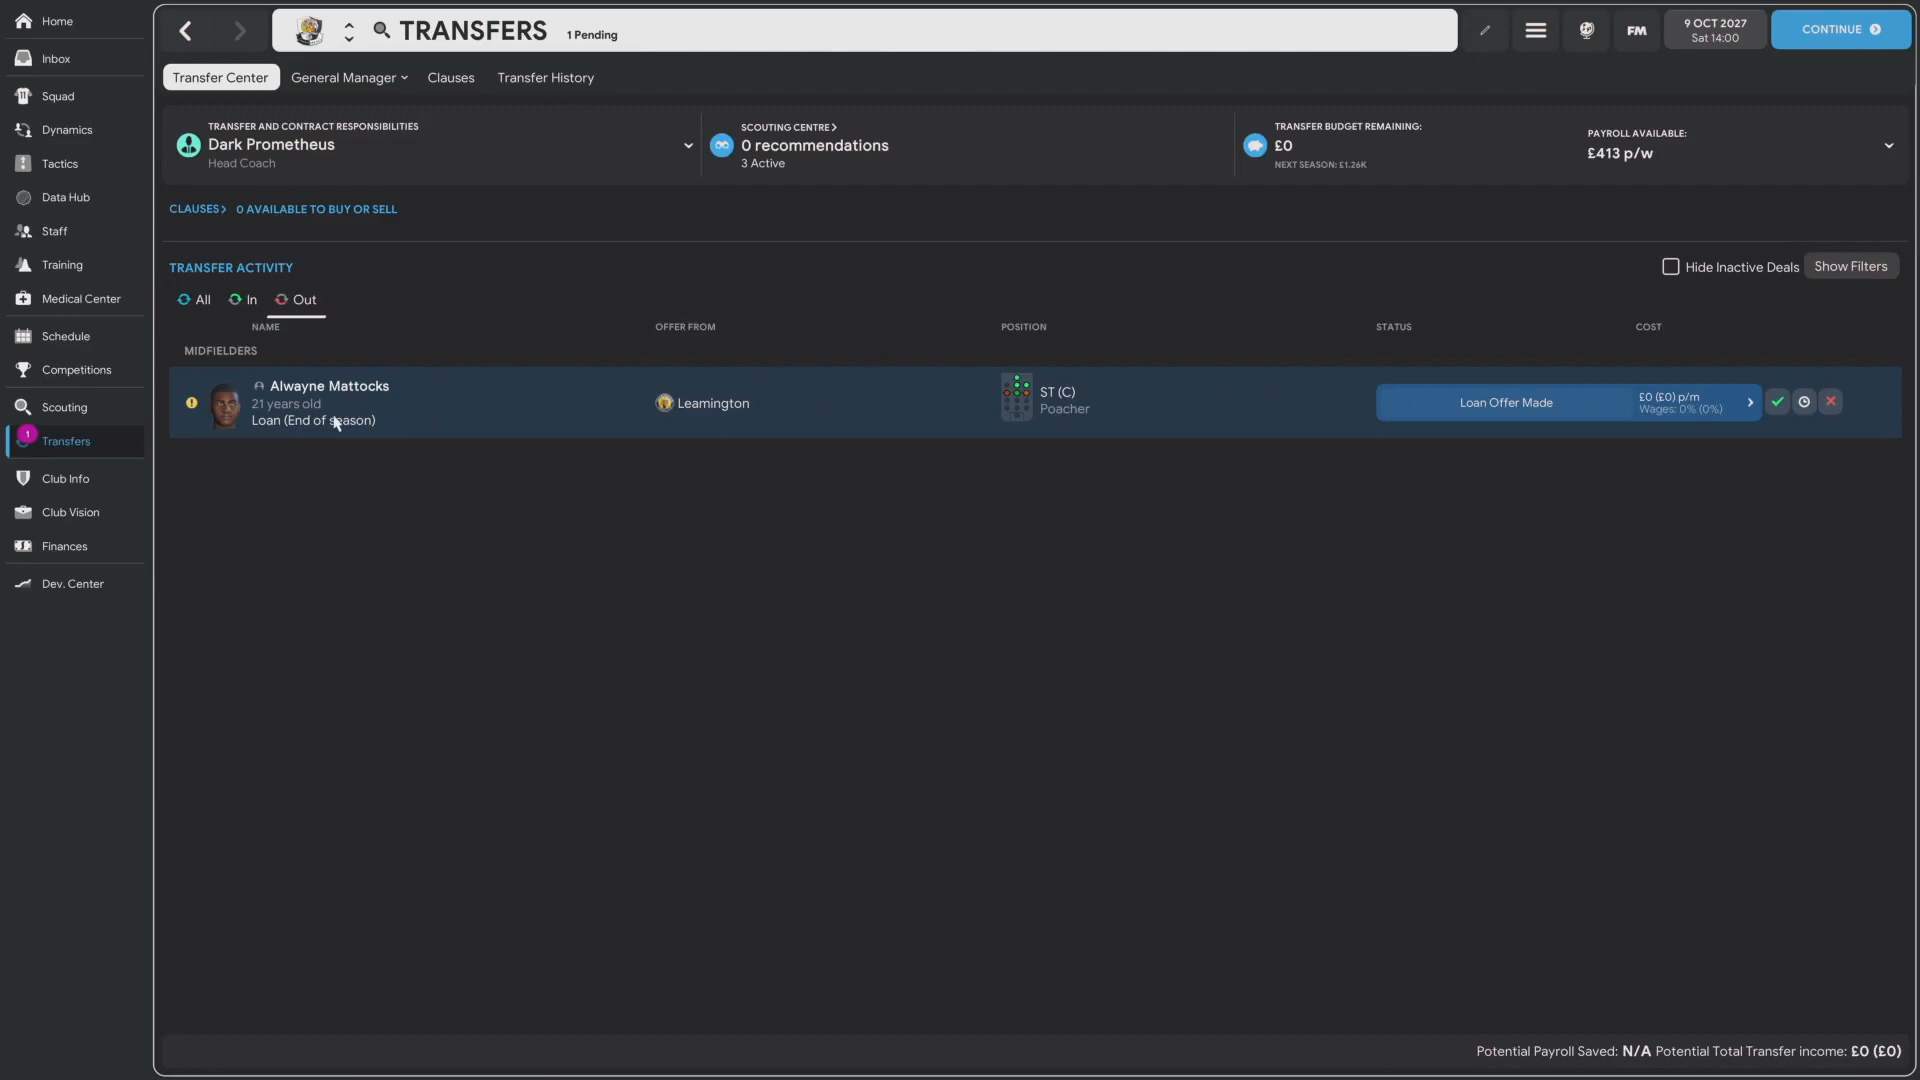 Home
Inbox
Squad
Dynamics
Tactics
Data Hub
Staff
Training
Medical Center
Schedule
Competitions
Scouting
1
Transfers
Club Info
Club Vision
Finances
Dev. Center
TRANSFERS 1 Pending
FM
9 OCT 2027
Sat 14:00
CONTINUE
Transfer Center
General Manager
Clauses
Transfer History
TRANSFER AND CONTRACT RESPONSIBILITIES
Dark Prometheus
Head Coach
SCOUTING CENTRE >
0 recommendations
3 Active
TRANSFER BUDGET REMAINING:
£0
NEXT SEASON: £1.26K
PAYROLL AVAILABLE:
£413 p/w
CLAUSES > 0 AVAILABLE TO BUY OR SELL
TRANSFER ACTIVITY
Hide Inactive Deals
Show Filters
All
In
Out
NAME OFFER FROM POSITION STATUS COST
MIDFIELDERS
Alwayne Mattocks
21 years old
Loan (End of season)
Leamington
ST (C)
Poacher
Loan Offer Made
£0 (£0) p/m
Wages: 0% (0%)
Potential Payroll Saved: N/A Potential Total Transfer income: £0 (£0)